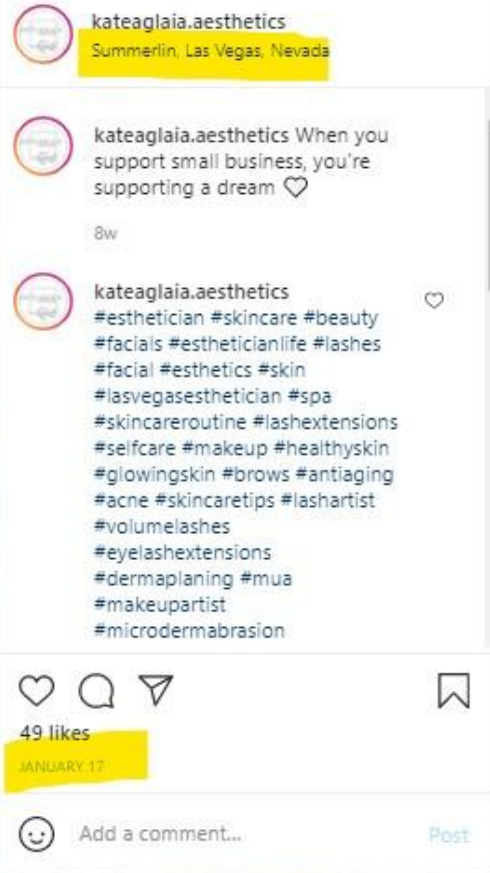 kateaglaia.aesthetics
Summerlin, Las Vegas, Nevada
kateaglaia.aesthetics When you
support small business, you're
supporting a dream ♡
8w
kateaglaia.aesthetics
#esthetician #skincare #beauty
#facials #estheticianlife #lashes
#facial #esthetics #skin
#lasvegasesthetician #spa
#skincareroutine #lashextensions
#selfcare #makeup #healthyskin
#glowingskin #brows #antiaging
#acne #skincaretips #lashartist
#volumelashes
#eyelashextensions
#dermaplaning #mua
#makeupartist
#microdermabrasion
49 likes
JANUARY 17
Add a comment...
Post